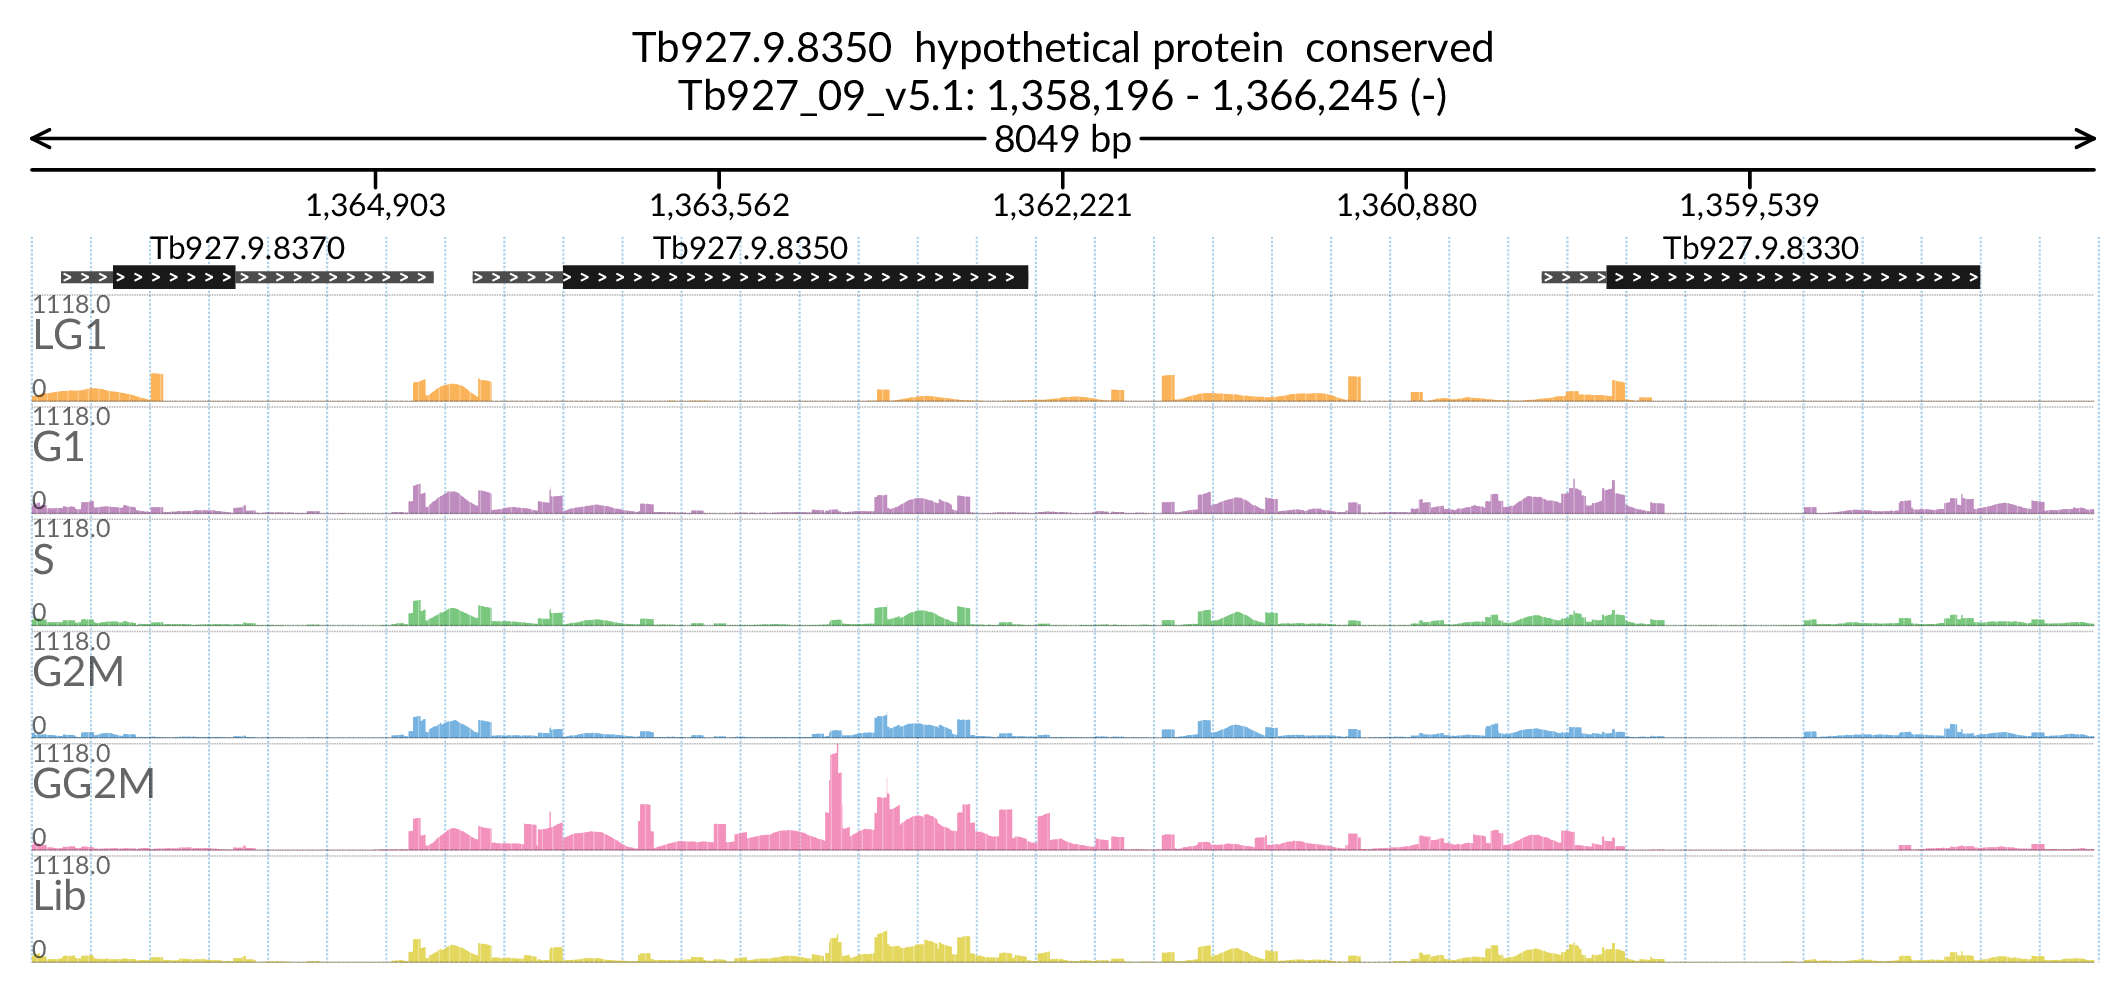 Tb927.9.8350 hypothetical protein conserved
Tb927_09_v5.1: 1,358,196 - 1,366,245 (-)
8049 bp
1,364,903 1,363,562 1,362,221 1,360,880 1,359,539
Tb927.9.8370 Tb927.9.8350 Tb927.9.8330
1118.0
LG1
0
1118.0
G1
0
1118.0
S
0
1118.0
G2M
0
1118.0
GG2M
0
1118.0
Lib
0